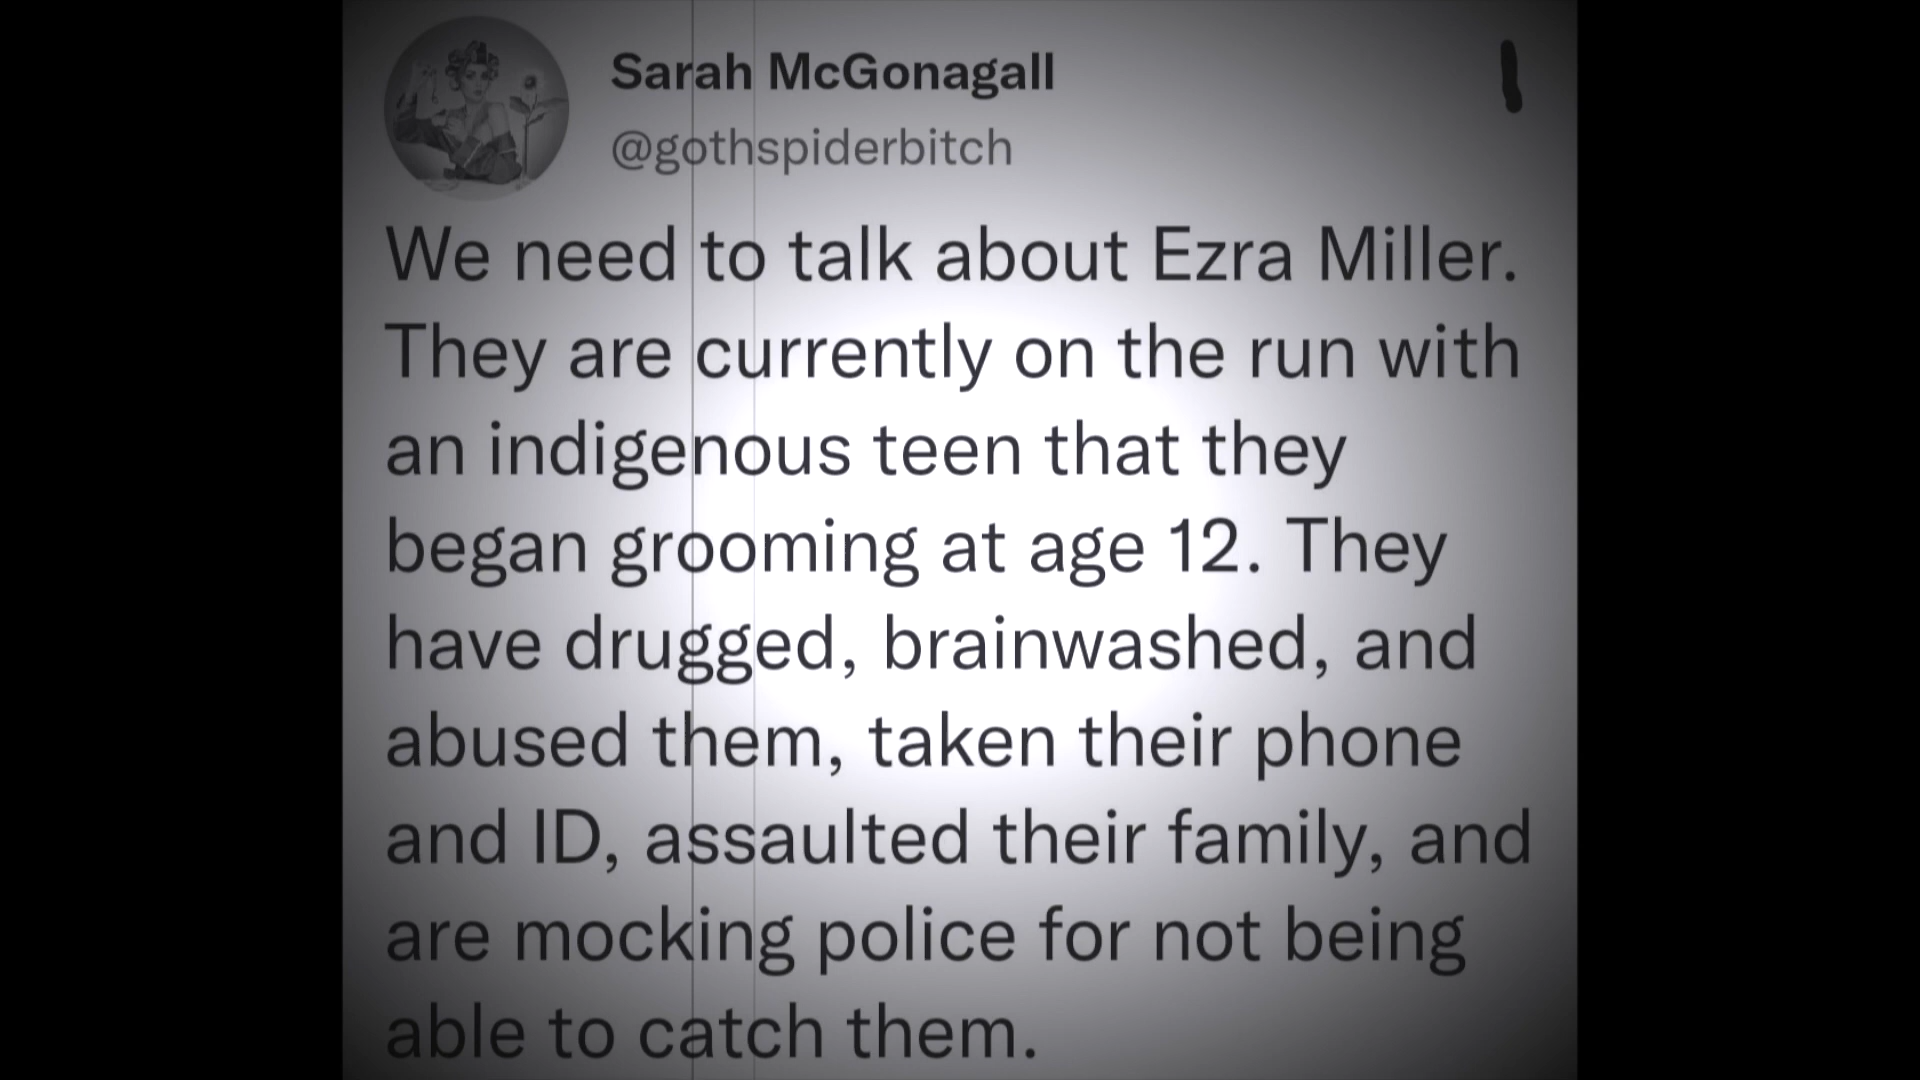 Sarah McGonagall
@gothspiderbitch
We need to talk about Ezra Miller.
They are currently on the run with
an indigenous teen that they
began grooming at age 12. They
have drugged, brainwashed, and
abused them, taken their phone
and ID, assaulted their family, and
are mocking police for not being
able to catch them.